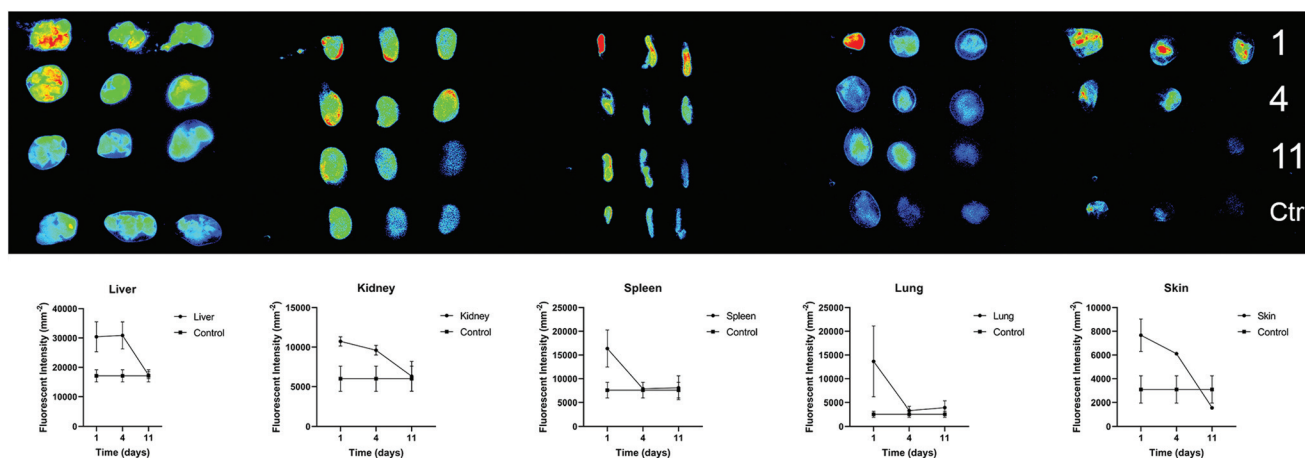 1
4
11
Ctr
Liver
Fluorescent Intensity (mm⁻²)
40000
30000
20000
10000
0
1 4 11
Time (days)
Liver
Control
Kidney
Fluorescent Intensity (mm⁻²)
15000
10000
5000
0
1 4 11
Time (days)
Kidney
Control
Spleen
Fluorescent Intensity (mm⁻²)
25000
20000
15000
10000
5000
0
1 4 11
Time (days)
Spleen
Control
Lung
Fluorescent Intensity (mm⁻²)
25000
20000
15000
10000
5000
0
1 4 11
Time (days)
Lung
Control
Skin
Fluorescent Intensity (mm⁻²)
10000
8000
6000
4000
2000
0
1 4 11
Time (days)
Skin
Control